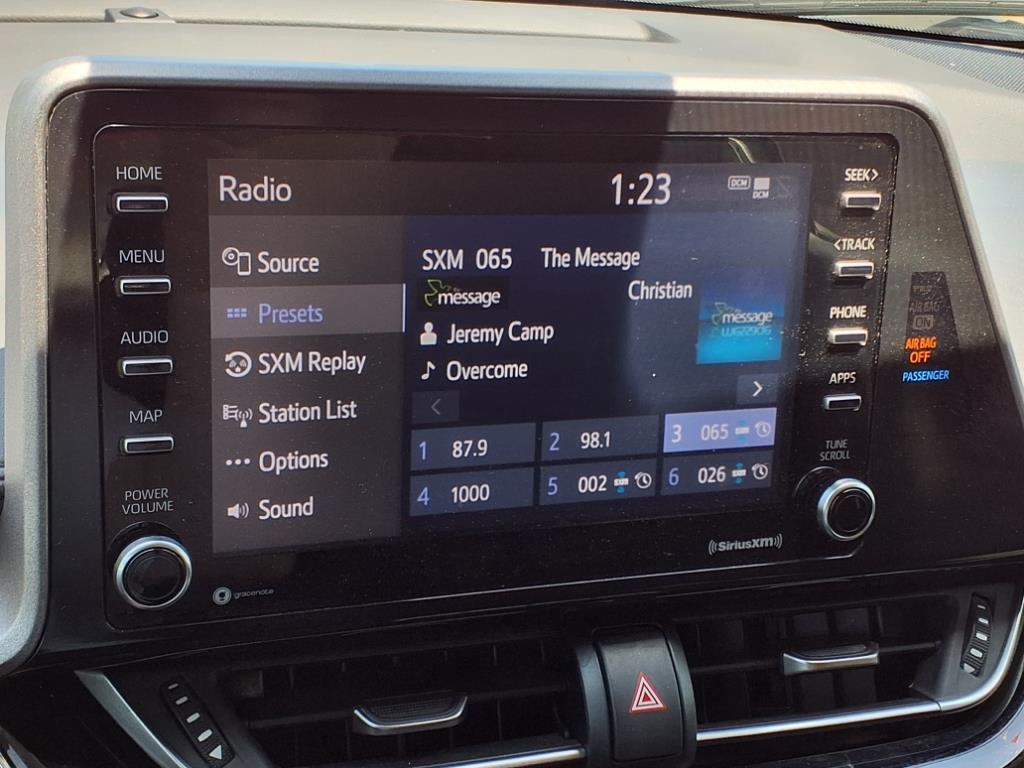 HOME
MENU
AUDIO
MAP
POWER
VOLUME
Radio
1:23
DCM
DCM
Source
Presets
SXM Replay
Station List
Options
Sound
SXM 065 The Message
message
Christian
message
Jeremy Camp
Overcome
<
>
1 87.9
2 98.1
3 065
4 1000
5 002 SXM
6 026 SXM
SEEK>
<TRACK
PHONE
APPS
TUNE
SCROLL
AIR BAG
ON
AIR BAG
OFF
PASSENGER
gracenote
((SiriusXM))